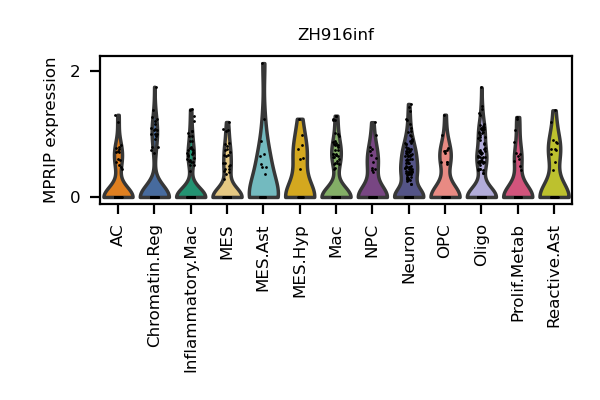 ZH916inf
MPRIP expression
2
0
AC
Chromatin.Reg
Inflammatory.Mac
MES
MES.Ast
MES.Hyp
Mac
NPC
Neuron
OPC
Oligo
Prolif.Metab
Reactive.Ast